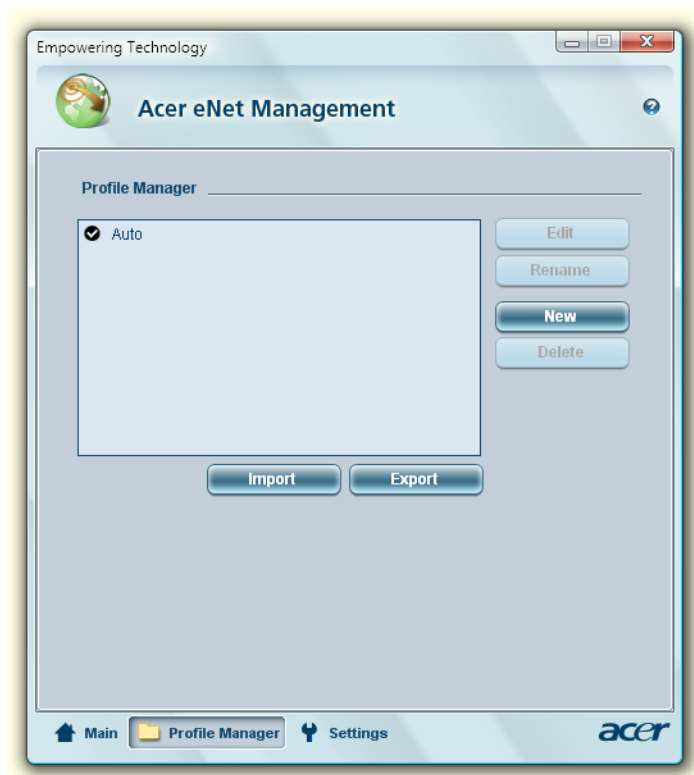 Empowering Technology
Acer eNet Management
Profile Manager
Auto
Edit
Rename
New
Delete
Import Export
Main Profile Manager Settings acer